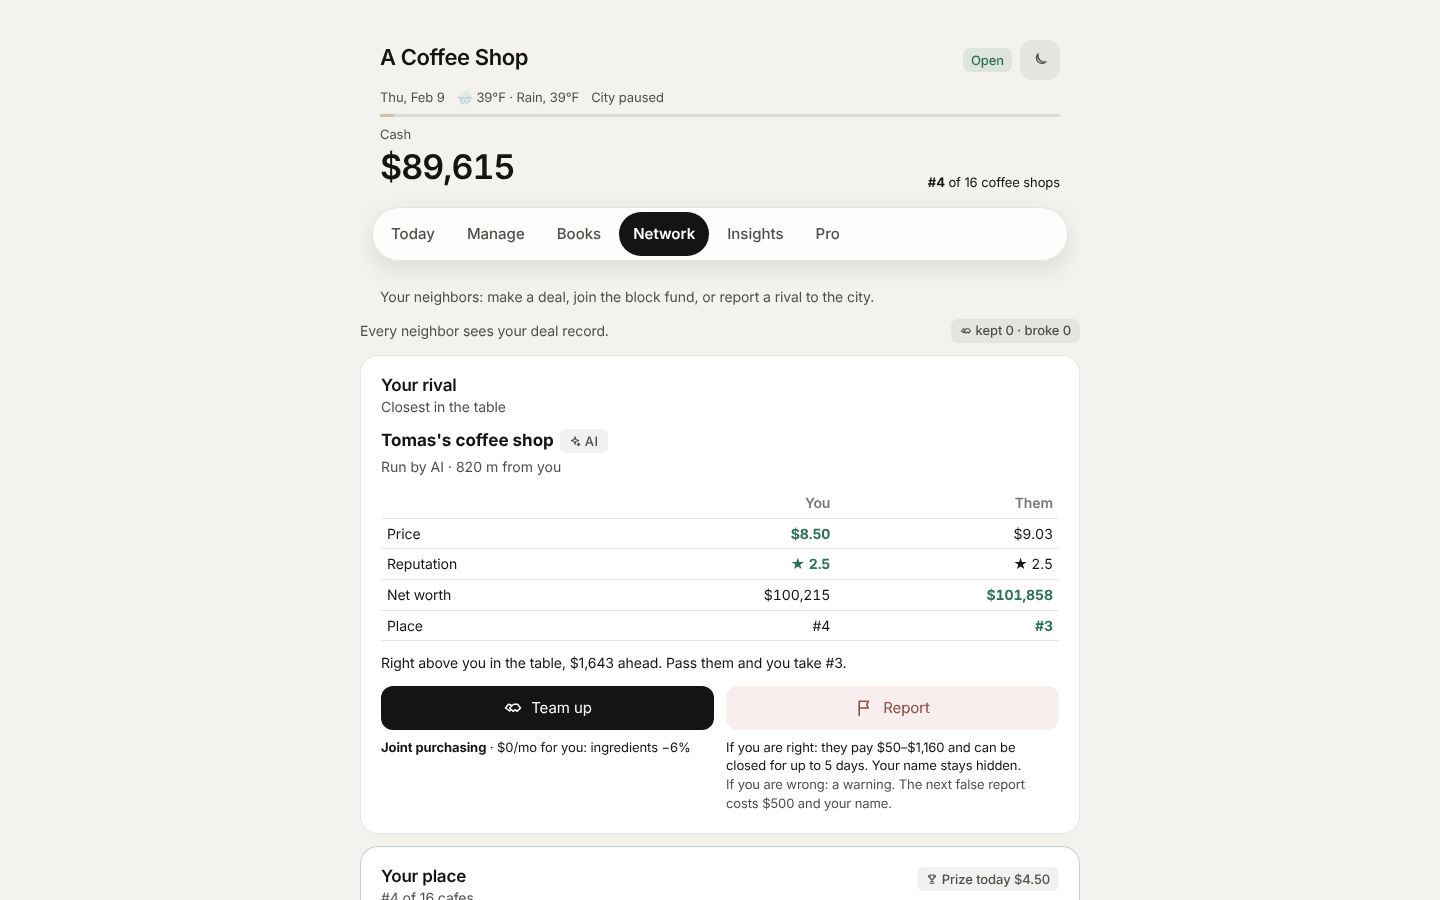 A Coffee Shop
Open
Thu, Feb 9 39°F · Rain, 39°F City paused
Cash
$89,615
#4 of 16 coffee shops
Today Manage Books Network Insights Pro
Your neighbors: make a deal, join the block fund, or report a rival to the city.
Every neighbor sees your deal record.
kept 0 · broke 0
Your rival
Closest in the table
Tomas's coffee shop AI
Run by AI · 820 m from you
You Them
Price $8.50 $9.03
Reputation ★ 2.5 ★ 2.5
Net worth $100,215 $101,858
Place #4 #3
Right above you in the table, $1,643 ahead. Pass them and you take #3.
Team up
Joint purchasing · $0/mo for you: ingredients −6%
Report
If you are right: they pay $50–$1,160 and can be
closed for up to 5 days. Your name stays hidden.
If you are wrong: a warning. The next false report
costs $500 and your name.
Your place
Prize today $4.50
#4 of 16 cafes